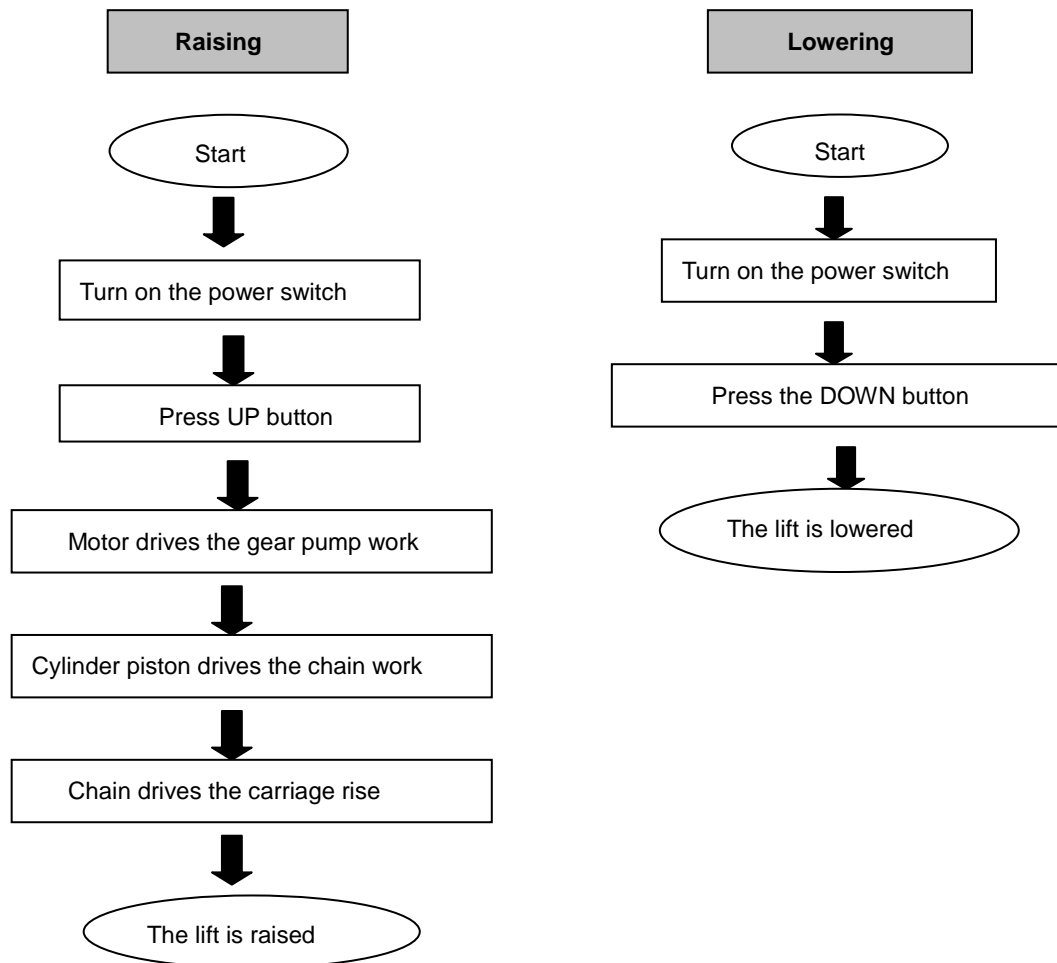 Raising
Start
Turn on the power switch
Press UP button
Motor drives the gear pump work
Cylinder piston drives the chain work
Chain drives the carriage rise
The lift is raised
Lowering
Start
Turn on the power switch
Press the DOWN button
The lift is lowered